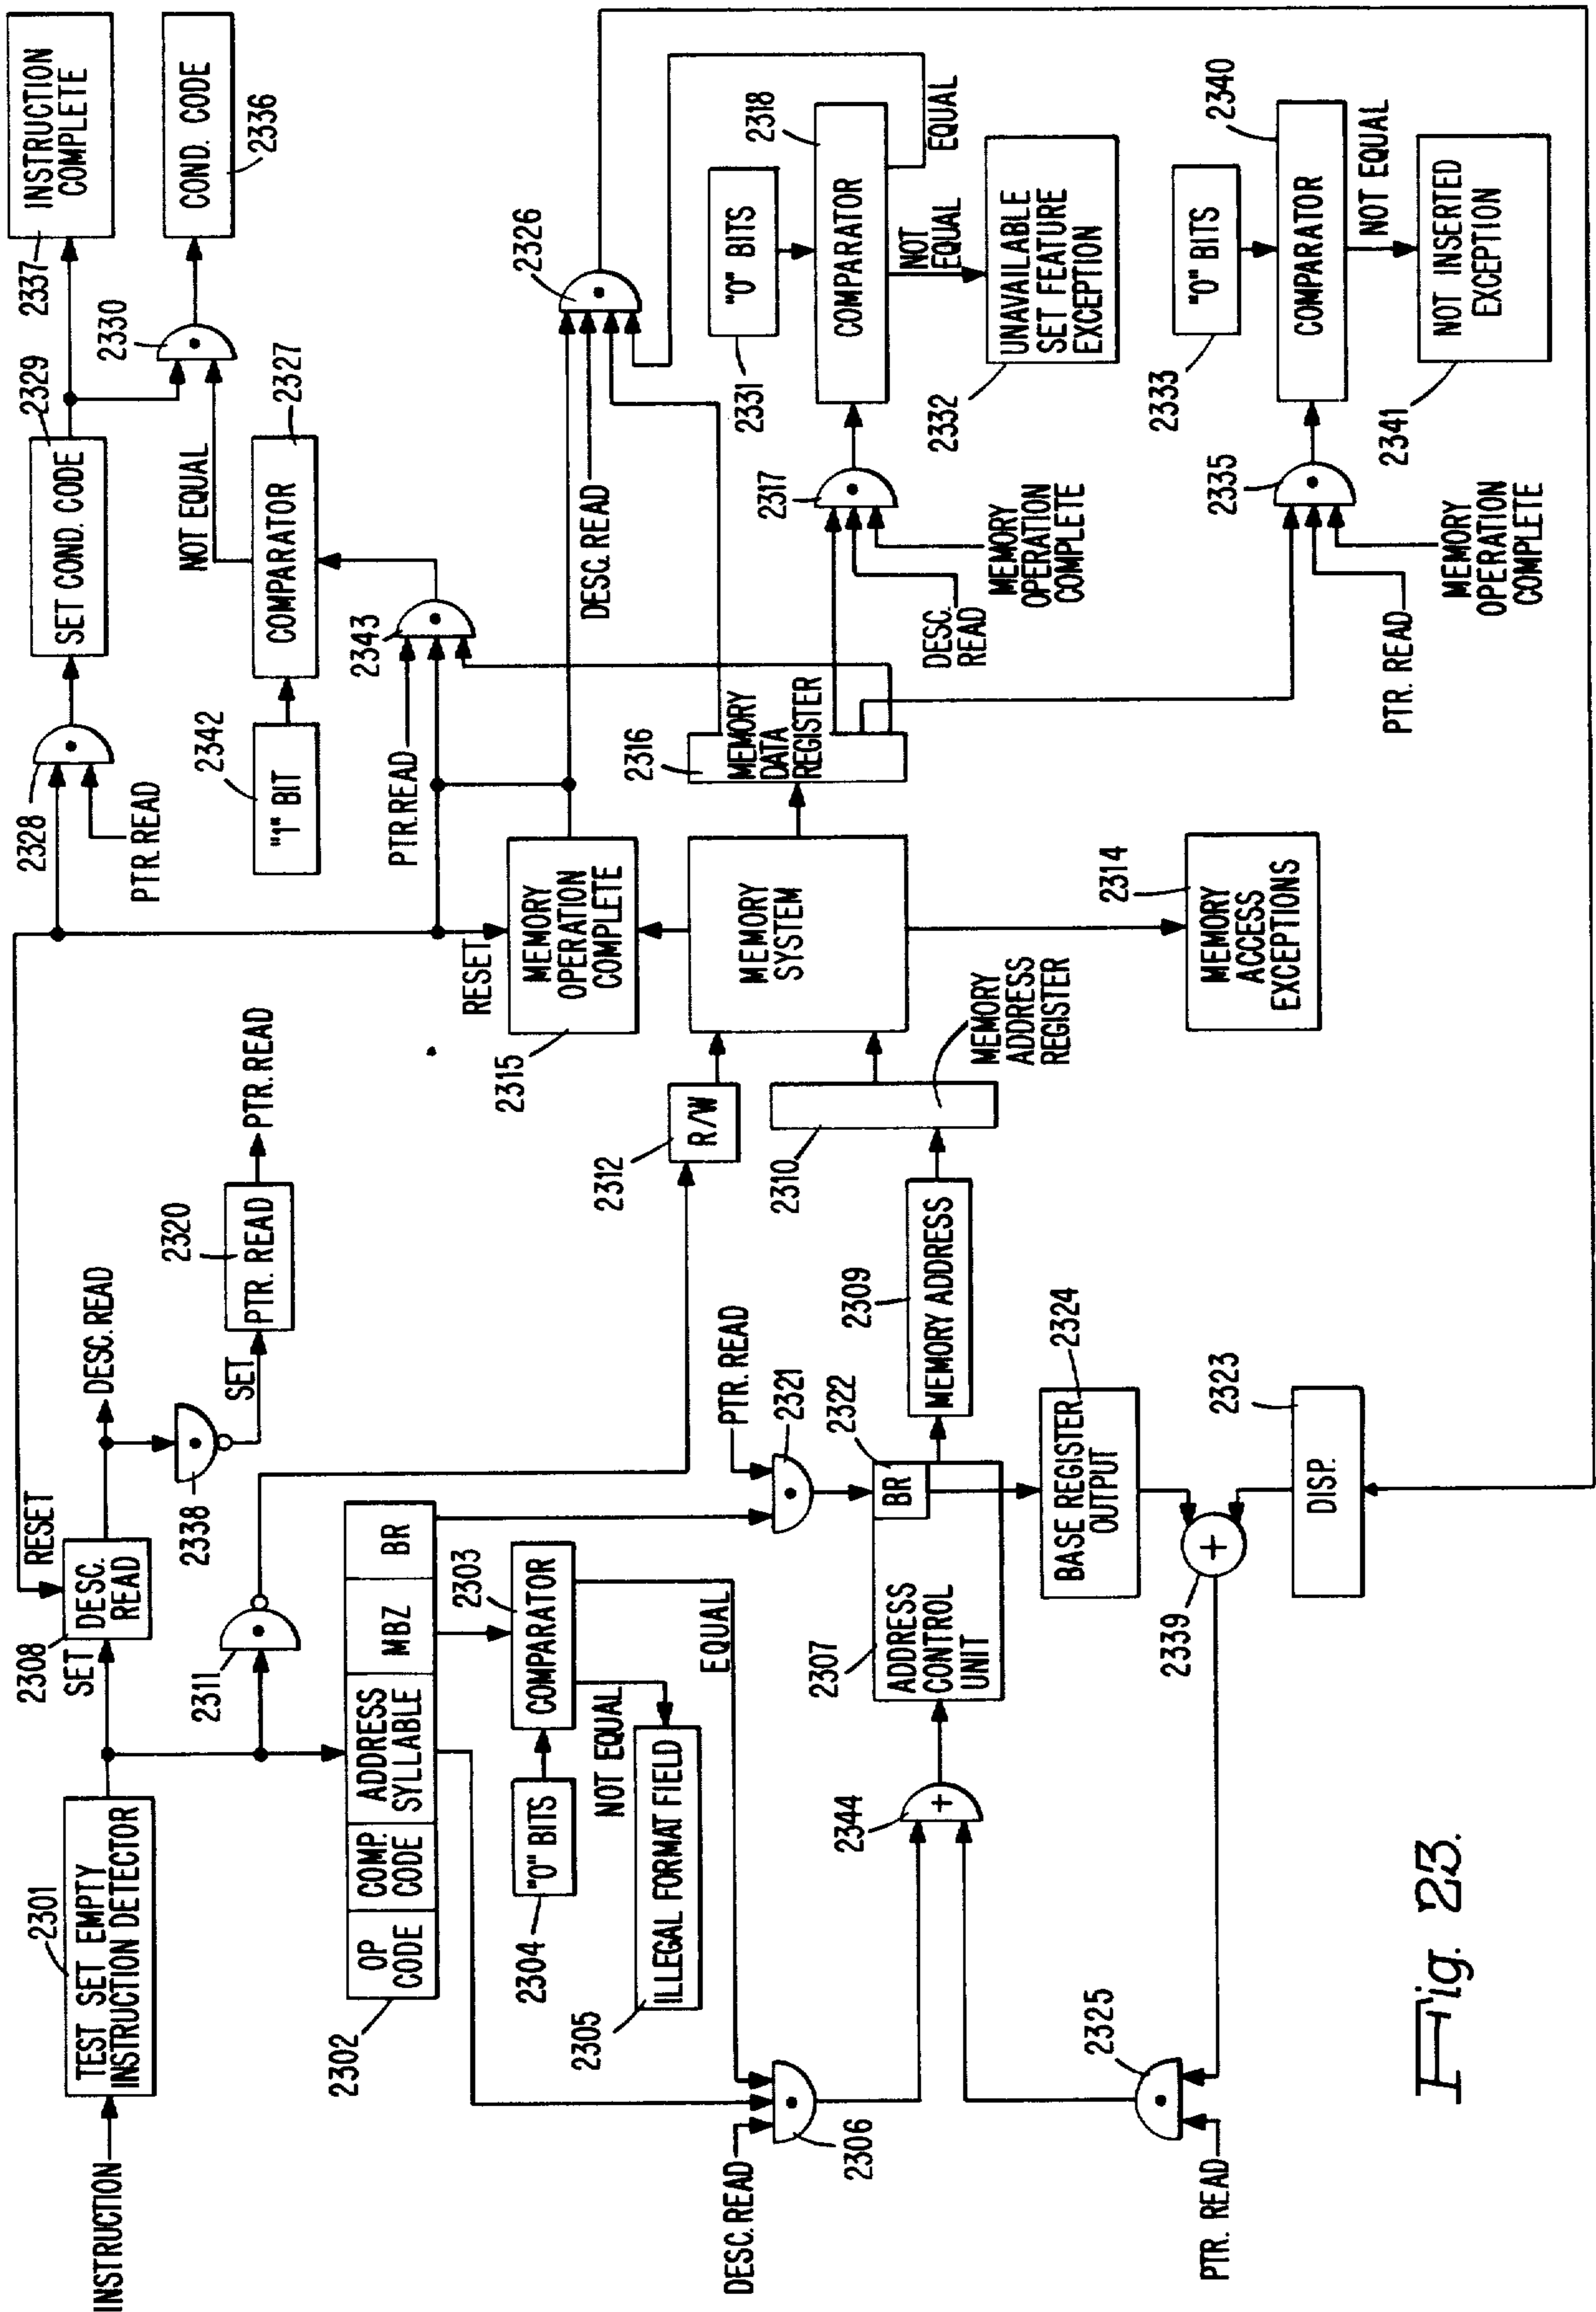 INSTRUCTION
2301
TEST SET EMPTY
INSTRUCTION DETECTOR
2308
SET
RESET
DESC.
READ
DESC. READ
2338
SET
2320
PTR. READ
PTR. READ
2311
2302
OP
CODE
COMP.
CODE
ADDRESS
SYLLABLE
MBZ
BR
2304
"0" BITS
2303
COMPARATOR
NOT EQUAL
EQUAL
2305
ILLEGAL FORMAT FIELD
DESC. READ
2306
PTR. READ
2321
2307
ADDRESS
CONTROL
UNIT
BR
2322
2344
+
2309
MEMORY ADDRESS
2310
MEMORY
ADDRESS
REGISTER
BASE REGISTER
OUTPUT
2324
2339
+
DISP.
2323
2325
PTR. READ
2328
PTR. READ
SET COND. CODE
2329
2330
INSTRUCTION
COMPLETE
2337
COND. CODE
2336
NOT EQUAL
2342
"1" BIT
COMPARATOR
2327
2343
PTR. READ
RESET
MEMORY
OPERATION
COMPLETE
2315
2312
R/W
MEMORY
SYSTEM
MEMORY
ACCESS
EXCEPTIONS
2314
2316
MEMORY
DATA
REGISTER
DESC. READ
2326
2317
DESC.
READ
MEMORY
OPERATION
COMPLETE
2331
"0" BITS
COMPARATOR
2318
EQUAL
NOT
EQUAL
2332
UNAVAILABLE
SET FEATURE
EXCEPTION
2335
PTR. READ
MEMORY
OPERATION
COMPLETE
2333
"0" BITS
COMPARATOR
2340
NOT EQUAL
2341
NOT INSERTED
EXCEPTION
Fig. 23.